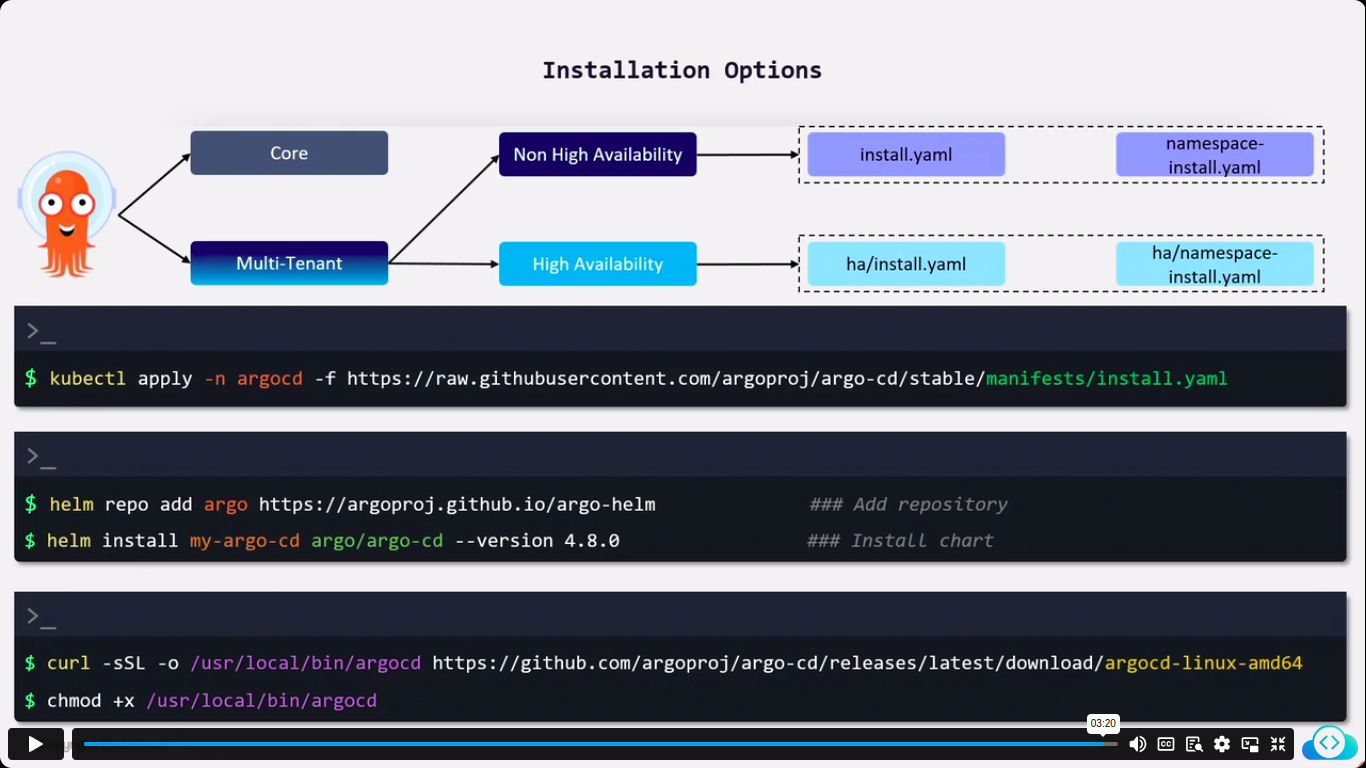 Installation Options
Core
Non High Availability
install.yaml
namespace-
install.yaml
Multi-Tenant
High Availability
ha/install.yaml
ha/namespace-
install.yaml
>_
$ kubectl apply -n argocd -f https://raw.githubusercontent.com/argoproj/argo-cd/stable/manifests/install.yaml
>_
$ helm repo add argo https://argoproj.github.io/argo-helm ### Add repository
$ helm install my-argo-cd argo/argo-cd --version 4.8.0 ### Install chart
>_
$ curl -sSL -o /usr/local/bin/argocd https://github.com/argoproj/argo-cd/releases/latest/download/argocd-linux-amd64
$ chmod +x /usr/local/bin/argocd
03:20
CC